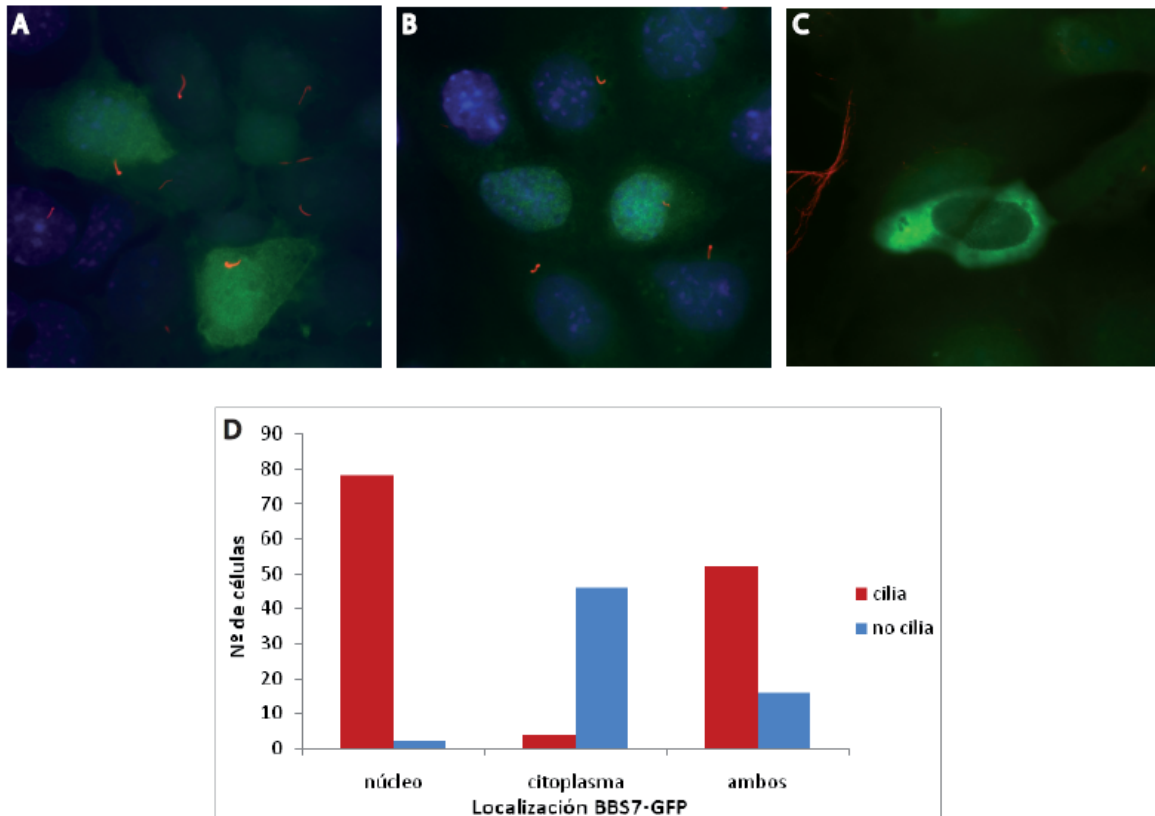 A
B
C
D
90
80
70
60
50
40
30
20
10
0
Nº de células
núcleo
citoplasma
ambos
Localización BBS7-GFP
cilia
no cilia